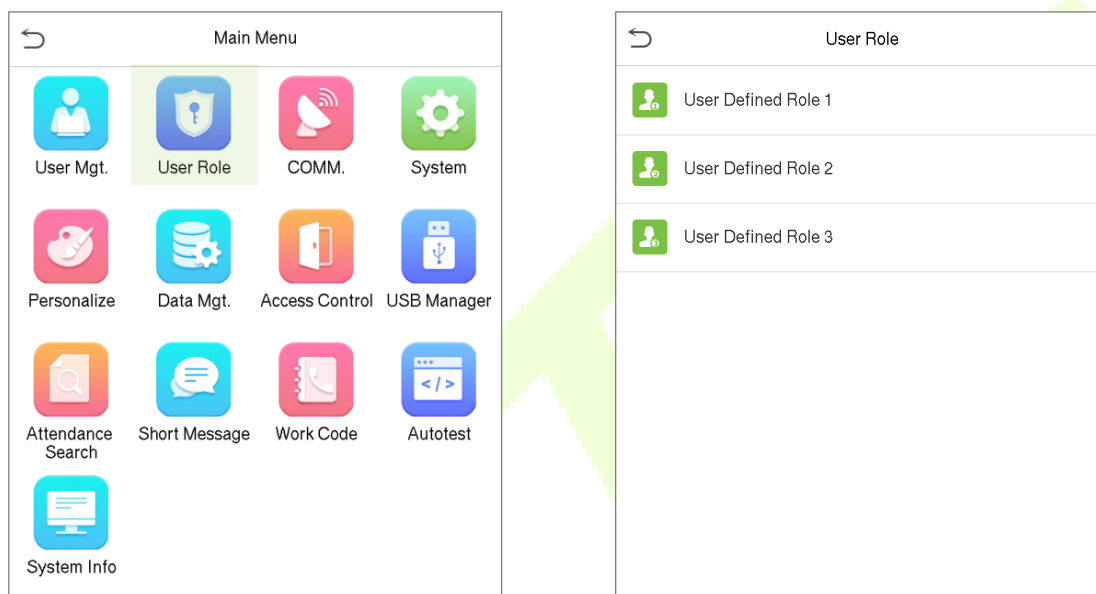 Main Menu
User Mgt.
User Role
COMM.
System
Personalize
Data Mgt.
Access Control
USB Manager
Attendance
Search
Short Message
Work Code
Autotest
System Info
User Role
User Defined Role 1
User Defined Role 2
User Defined Role 3